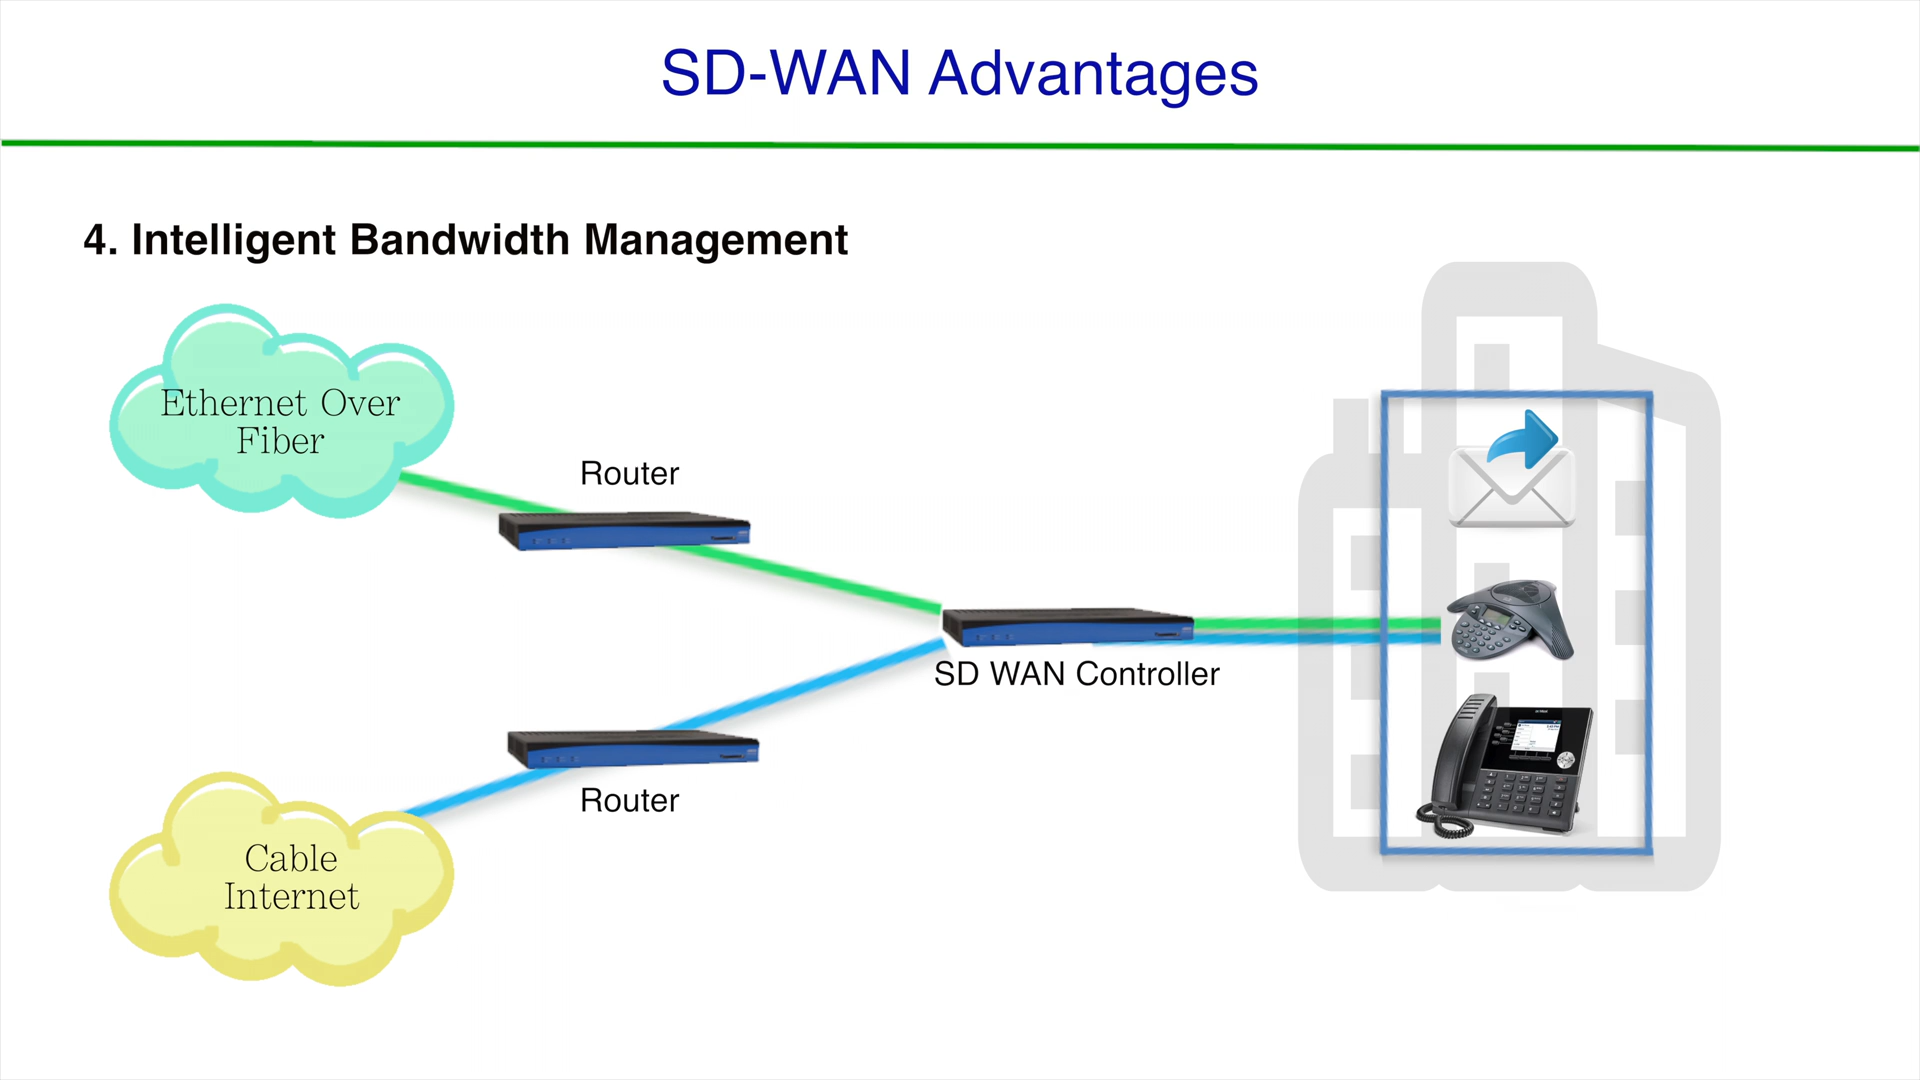 SD-WAN Advantages
4. Intelligent Bandwidth Management
Ethernet Over
Fiber
Router
SD WAN Controller
Router
Cable
Internet